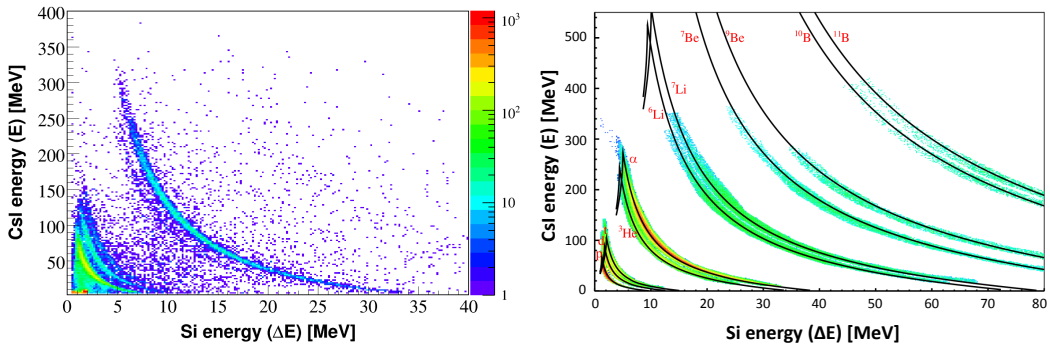 CsI energy (E) [MeV]
400
350
300
250
200
150
100
50
0
5
10
15
20
25
30
35
40
Si energy (ΔE) [MeV]
10³
10²
10
1
CsI energy (E) [MeV]
500
400
300
200
100
0
0
10
20
30
40
50
60
70
80
Si energy (ΔE) [MeV]
⁷Be
⁹Be
¹⁰B
¹¹B
⁷Li
⁶Li
α
³He
d